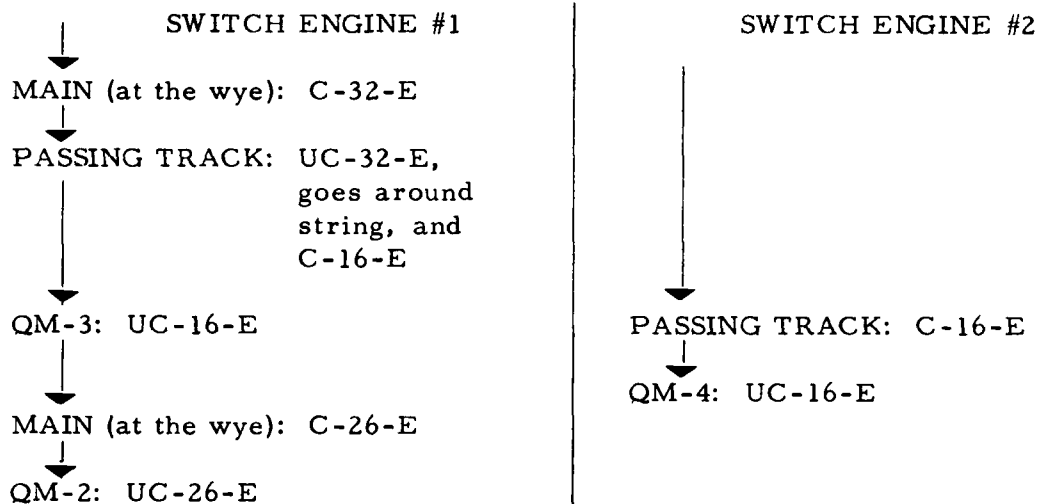 SWITCH ENGINE #1
MAIN (at the wye): C-32-E
PASSING TRACK: UC-32-E,
goes around
string, and
C-16-E
QM-3: UC-16-E
MAIN (at the wye): C-26-E
QM-2: UC-26-E
SWITCH ENGINE #2
PASSING TRACK: C-16-E
QM-4: UC-16-E